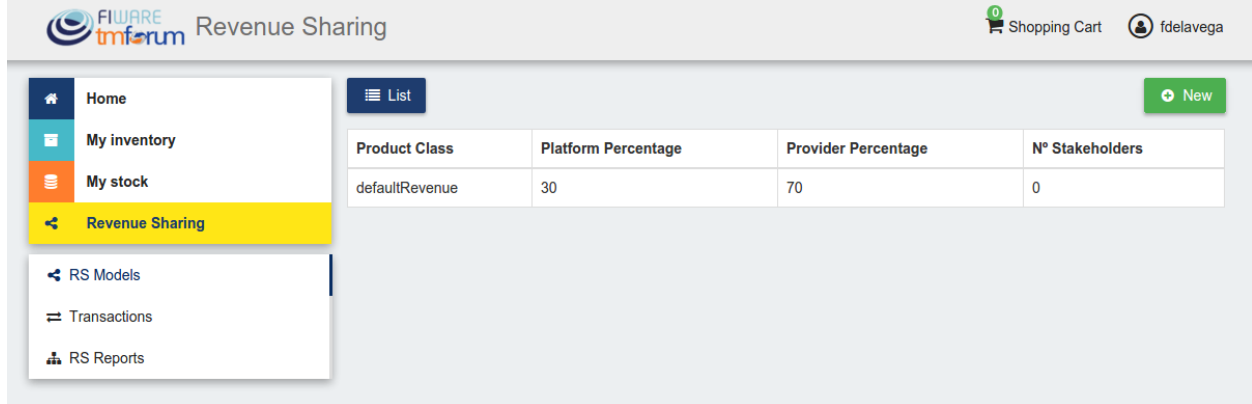 FIWARE
tmforum
Revenue Sharing
0
Shopping Cart
fdelavega
Home
My inventory
My stock
Revenue Sharing
RS Models
Transactions
RS Reports
List
New
Product Class Platform Percentage Provider Percentage Nº Stakeholders
defaultRevenue 30 70 0